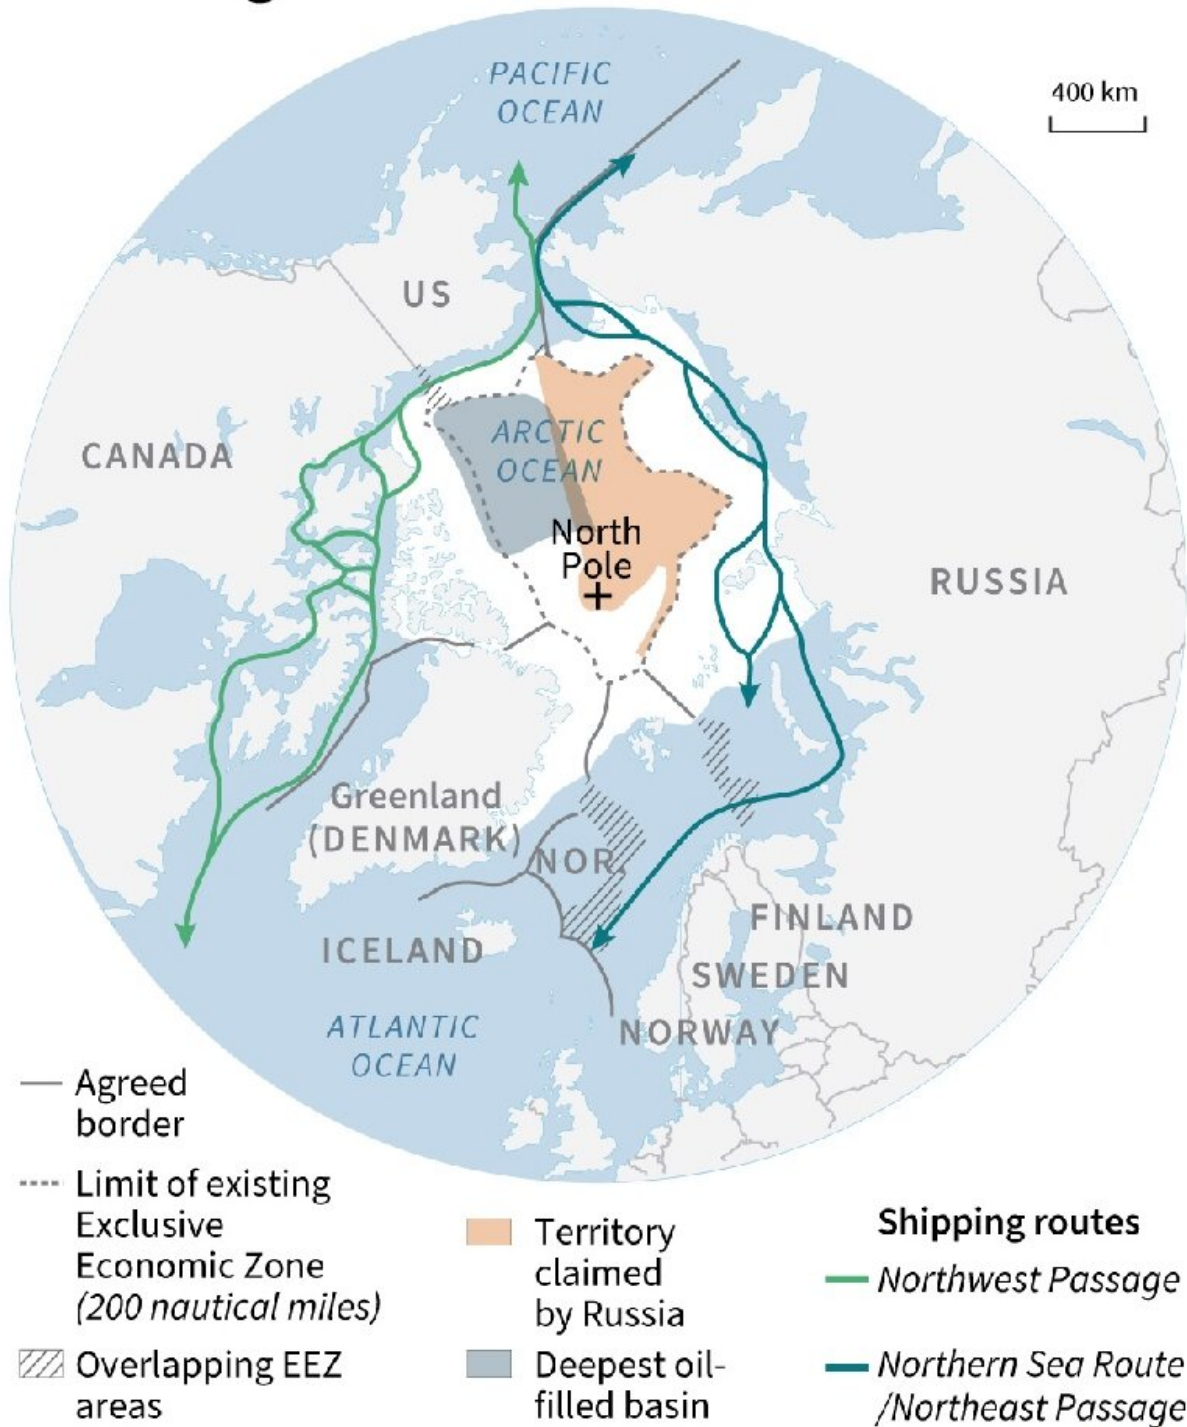 PACIFIC
OCEAN
400 km
US
CANADA
ARCTIC
OCEAN
North
Pole
RUSSIA
Greenland
(DENMARK)
NOR.
FINLAND
ICELAND
SWEDEN
NORWAY
ATLANTIC
OCEAN
Agreed
border
Limit of existing
Exclusive
Economic Zone
(200 nautical miles)
Overlapping EEZ
areas
Territory
claimed
by Russia
Deepest oil-
filled basin
Shipping routes
Northwest Passage
Northern Sea Route
/Northeast Passage